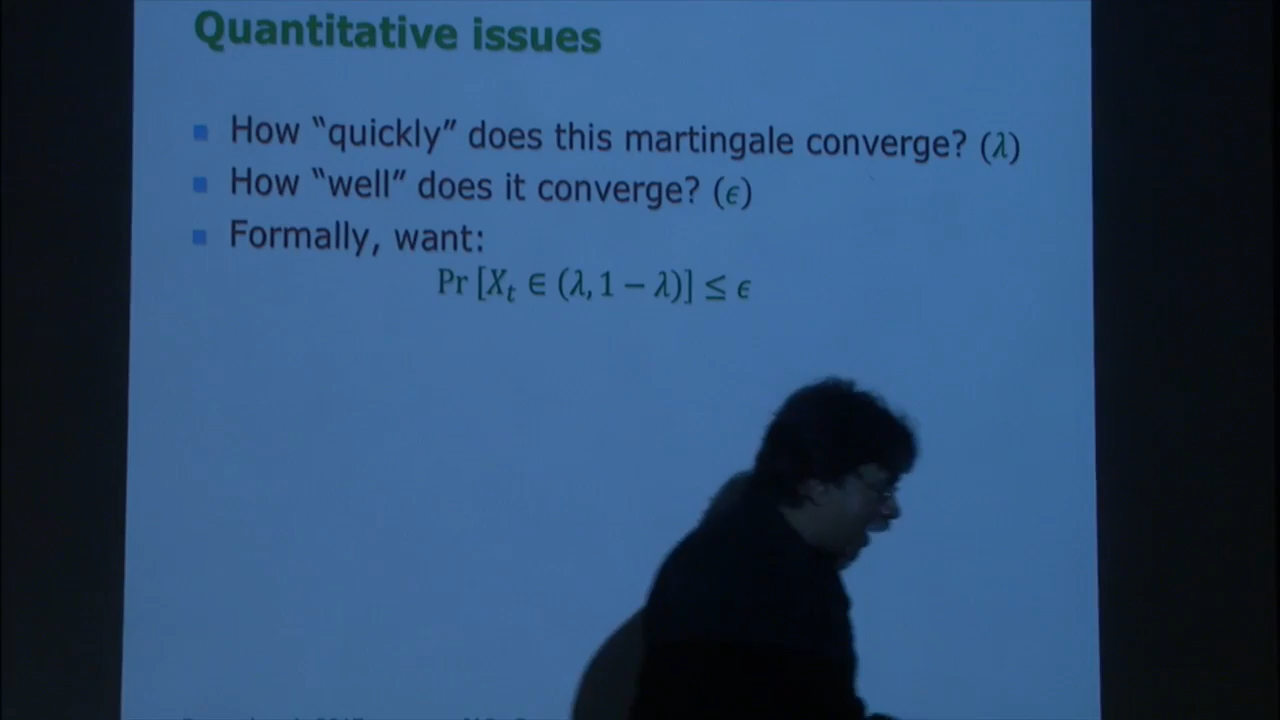 Quantitative issues
How “quickly” does this martingale converge? (λ)
How “well” does it converge? (ϵ)
Formally, want:
Pr [X_t ∈ (λ, 1 − λ)] ≤ ϵ